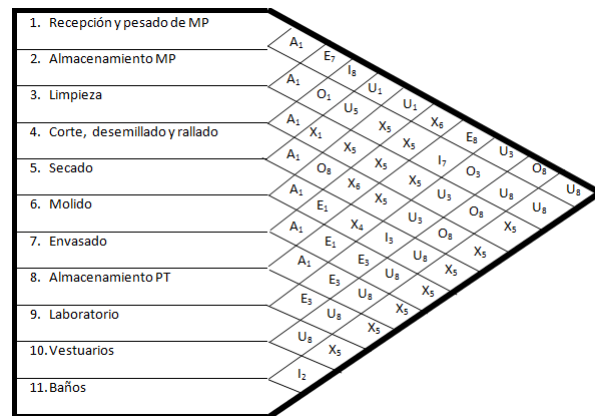 1. Recepción y pesado de MP
A₁ E₇ I₈ U₁ U₁ X₆ E₈ U₃ O₈ U₈
2. Almacenamiento MP
A₁ O₁ U₅ X₅ X₅ I₇ O₃ U₈ U₈
3. Limpieza
A₁ X₁ X₅ X₅ X₅ U₃ O₈ X₅
4. Corte, desemillado y rallado
A₁ O₈ X₆ X₅ U₃ O₈ X₅
5. Secado
A₁ E₁ X₄ I₃ U₈ X₅
6. Molido
A₁ E₁ E₃ U₈ X₅
7. Envasado
A₁ E₃ U₈ X₅
8. Almacenamiento PT
E₃ U₈ X₅
9. Laboratorio
U₈ X₅
10. Vestuarios
I₂
11. Baños